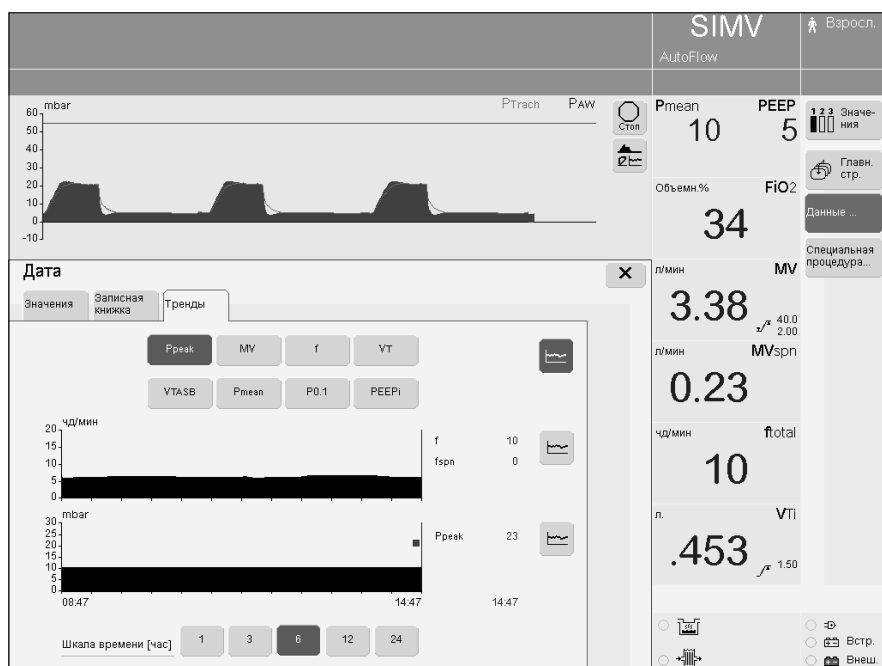 SIMV
AutoFlow
Взросл.
mbar
PTrach PAW
60
50
40
30
20
10
0
-10
Стоп
Pmean PEEP
10 5
1 2 3 Значе-
ния
Главн.
стр.
Данные ...
Специальная
процедура...
Объемн.% FiO2
34
л/мин MV
3.38
40.0
2.00
л/мин MVspn
0.23
чд/мин ftotal
10
л. VTi
.453
1.50
Встр.
Внеш.
Дата
Значения
Записная
книжка
Тренды
Ppeak MV f VT
VTASB Pmean P0.1 PEEPi
чд/мин
20
15
10
5
0
f 10
fspn 0
mbar
30
25
20
15
10
5
0
Ppeak 23
08:47 14:47 14:47
Шкала времени [час] 1 3 6 12 24